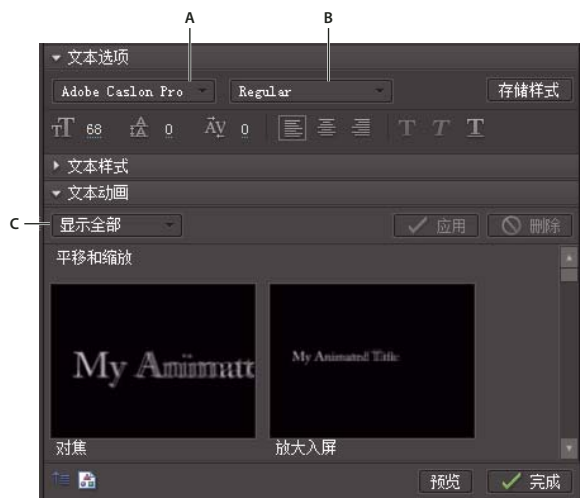 A B
文本选项
Adobe Caslon Pro Regular 存储样式
T T 68 A 0 AV 0 T T T
文本样式
文本动画
C 显示全部 应用 删除
平移和缩放
My Animatt My Animated Title
对焦 放大入屏
预览 完成